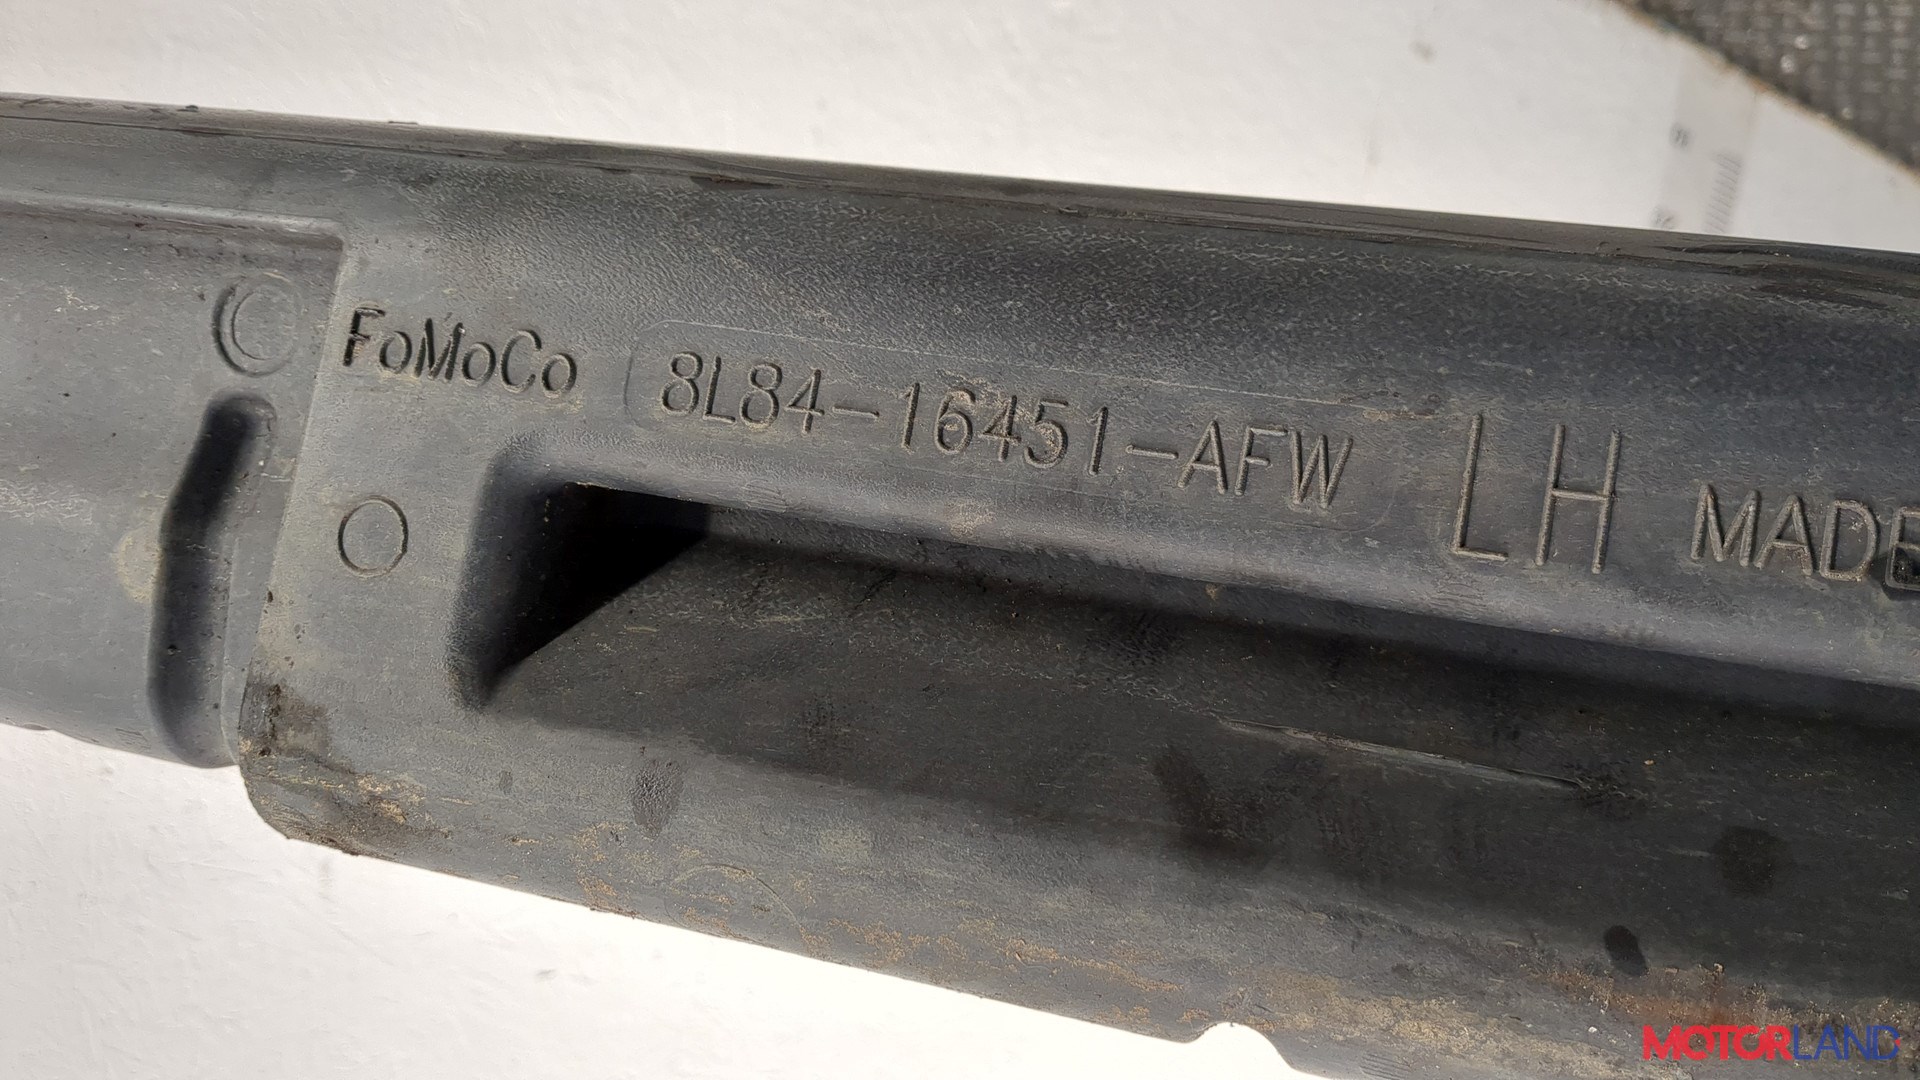 © FoMoCo 8L84-16451-AFW LH MADE
MOTORLAND